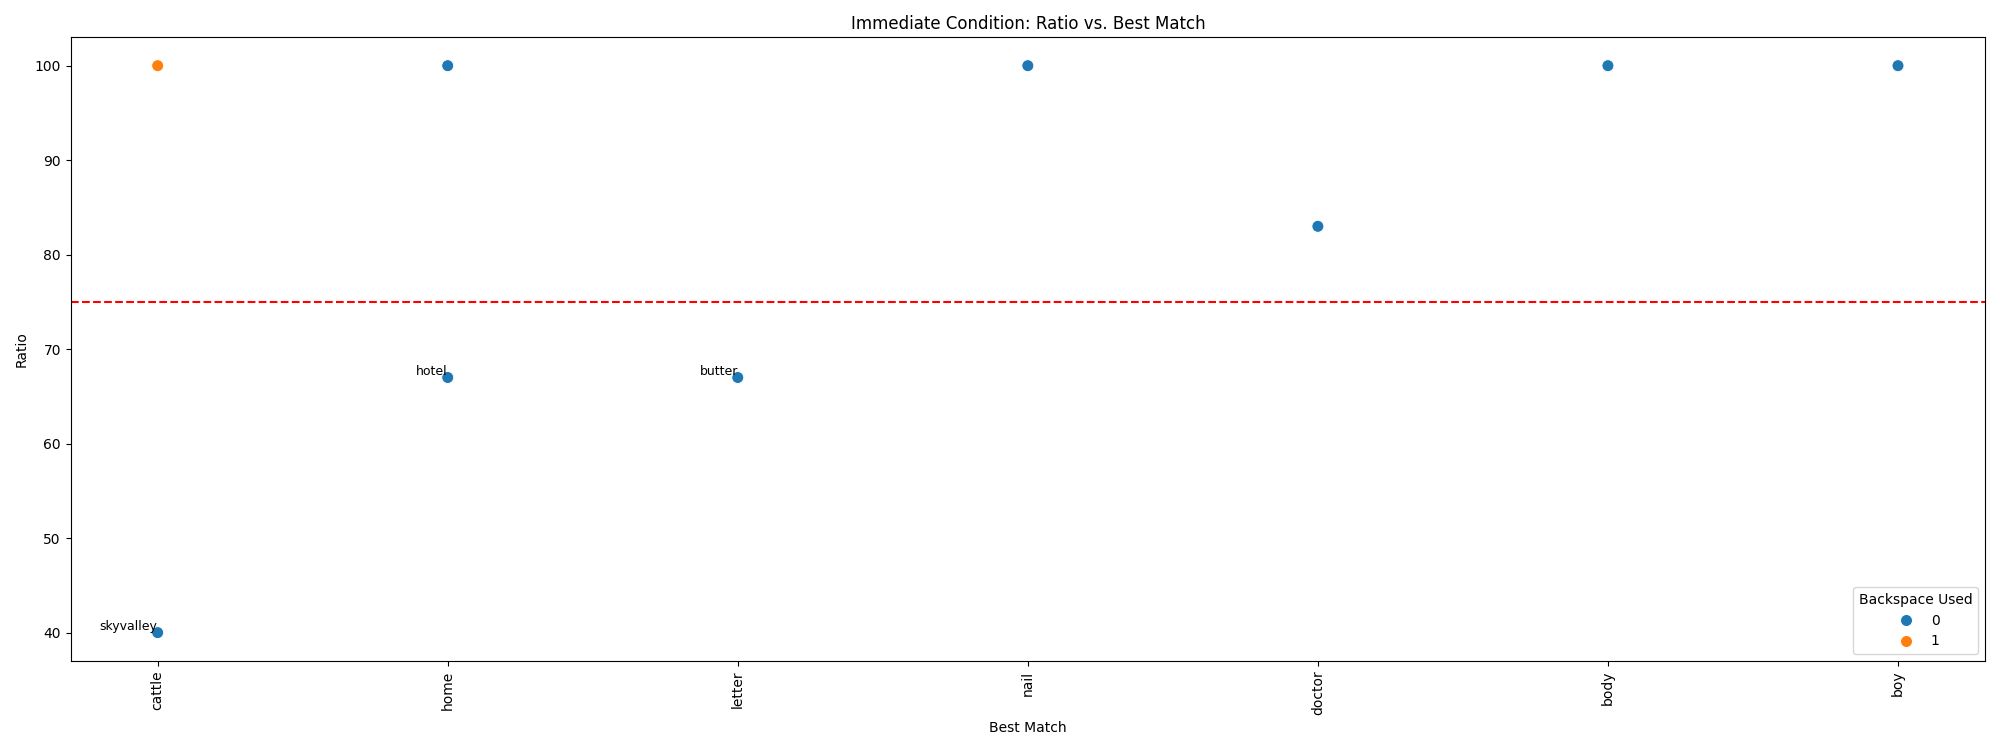 Immediate Condition: Ratio vs. Best Match
100
90
80
70
60
50
40
Ratio
hotel
butter
skyvalley
Backspace Used
0
1
cattle
home
letter
nail
doctor
body
boy
Best Match